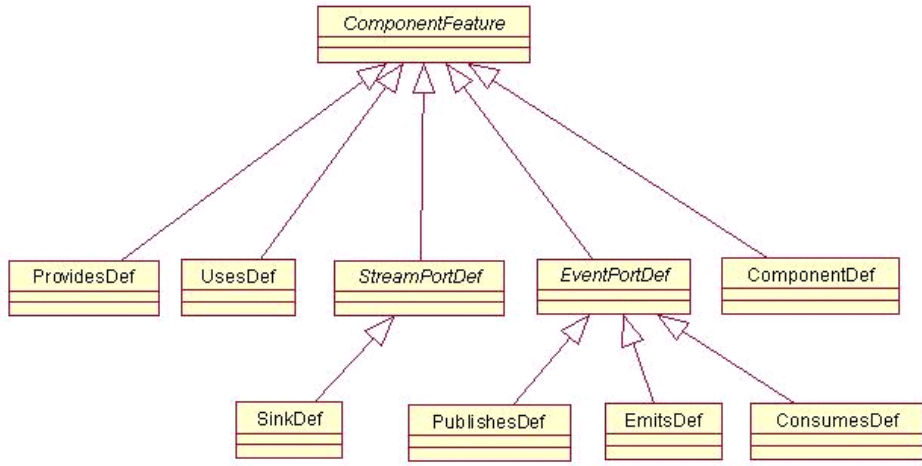 ComponentFeature
ProvidesDef
UsesDef
StreamPortDef
EventPortDef
ComponentDef
SinkDef
PublishesDef
EmitsDef
ConsumesDef